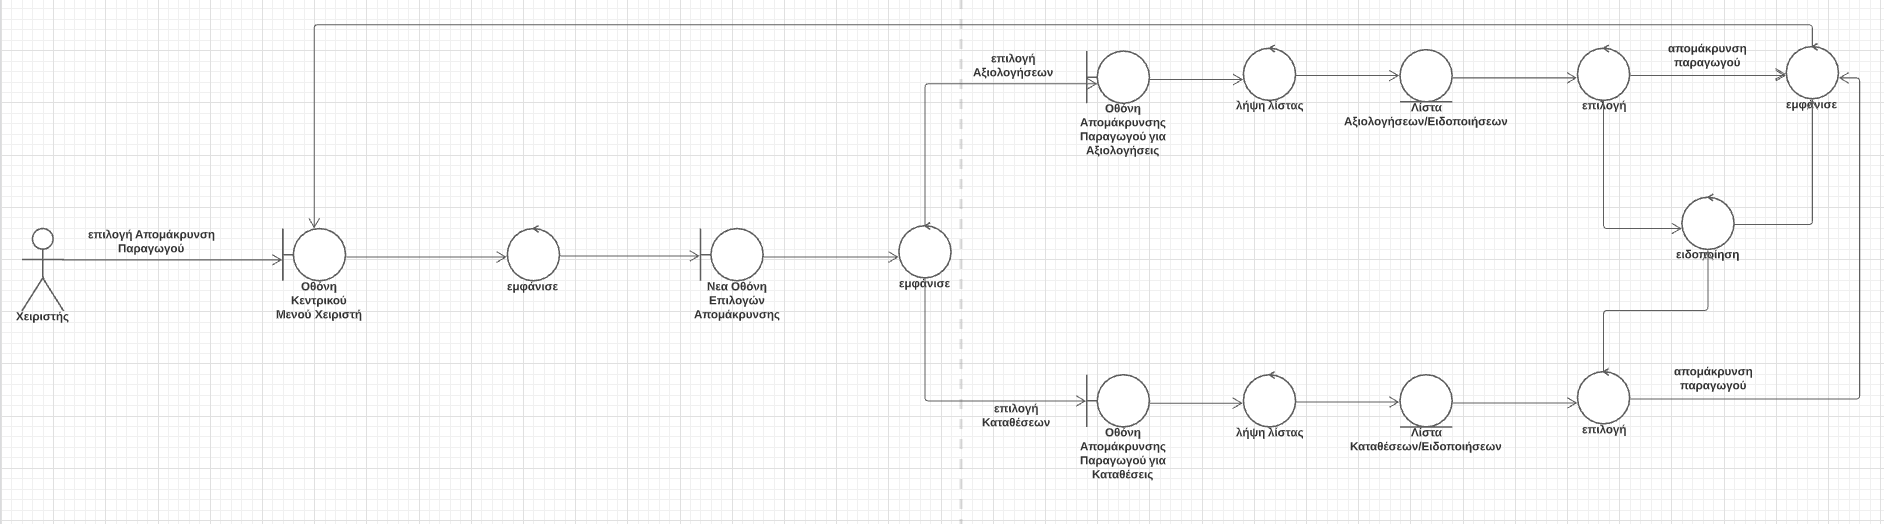 Χειριστής
επιλογή Απομάκρυνση
Παραγωγού
Οθόνη
Κεντρικού
Μενού Χειριστή
εμφάνισε
Νεα Οθόνη
Επιλογών
Απομάκρυνσης
εμφάνισε
επιλογή
Αξιολογήσεων
Οθόνη
Απομάκρυνσης
Παραγωγού για
Αξιολογήσεις
λήψη λίστας
Λίστα
Αξιολογήσεων/Ειδοποιήσεων
επιλογή
απομάκρυνση
παραγωγού
εμφάνισε
ειδοποίηση
επιλογή
Καταθέσεων
Οθόνη
Απομάκρυνσης
Παραγωγού για
Καταθέσεις
λήψη λίστας
Λίστα
Καταθέσεων/Ειδοποιήσεων
επιλογή
απομάκρυνση
παραγωγού